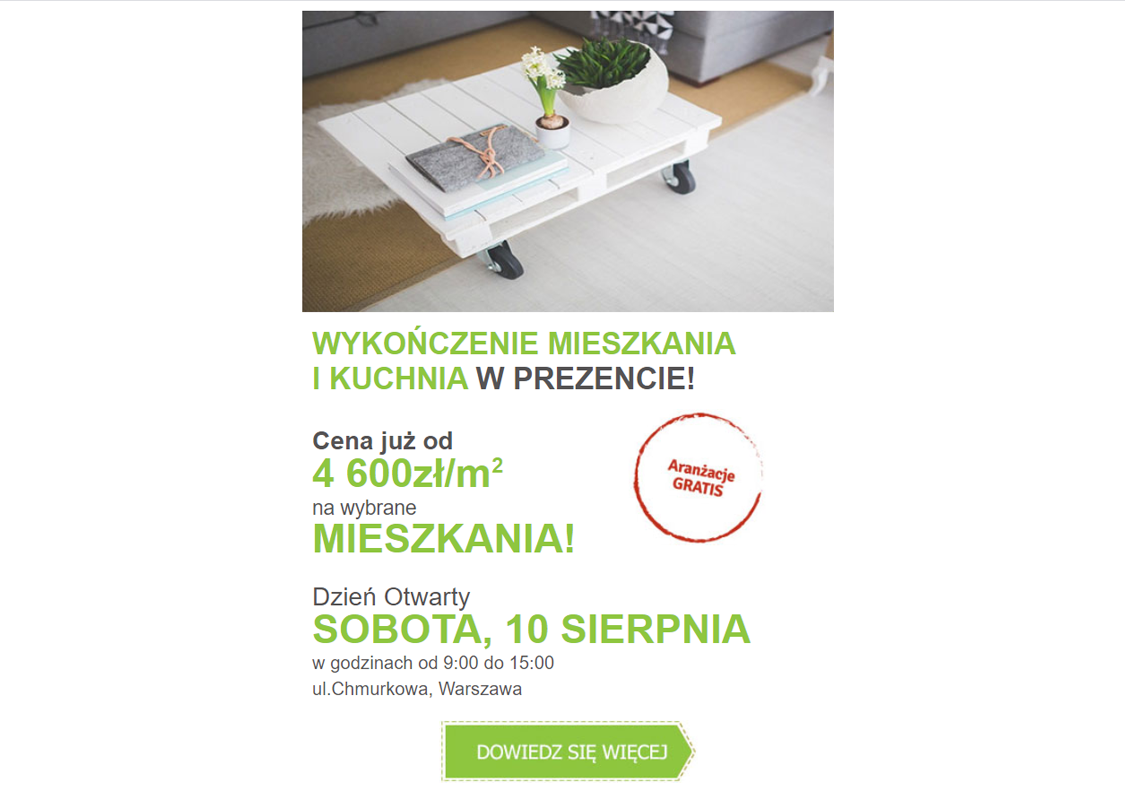 WYKOŃCZENIE MIESZKANIA
I KUCHNIA W PREZENCIE!
Cena już od
4 600zł/m²
na wybrane
MIESZKANIA!
Aranżacje
GRATIS
Dzień Otwarty
SOBOTA, 10 SIERPNIA
w godzinach od 9:00 do 15:00
ul.Chmurkowa, Warszawa
DOWIEDZ SIĘ WIĘCEJ